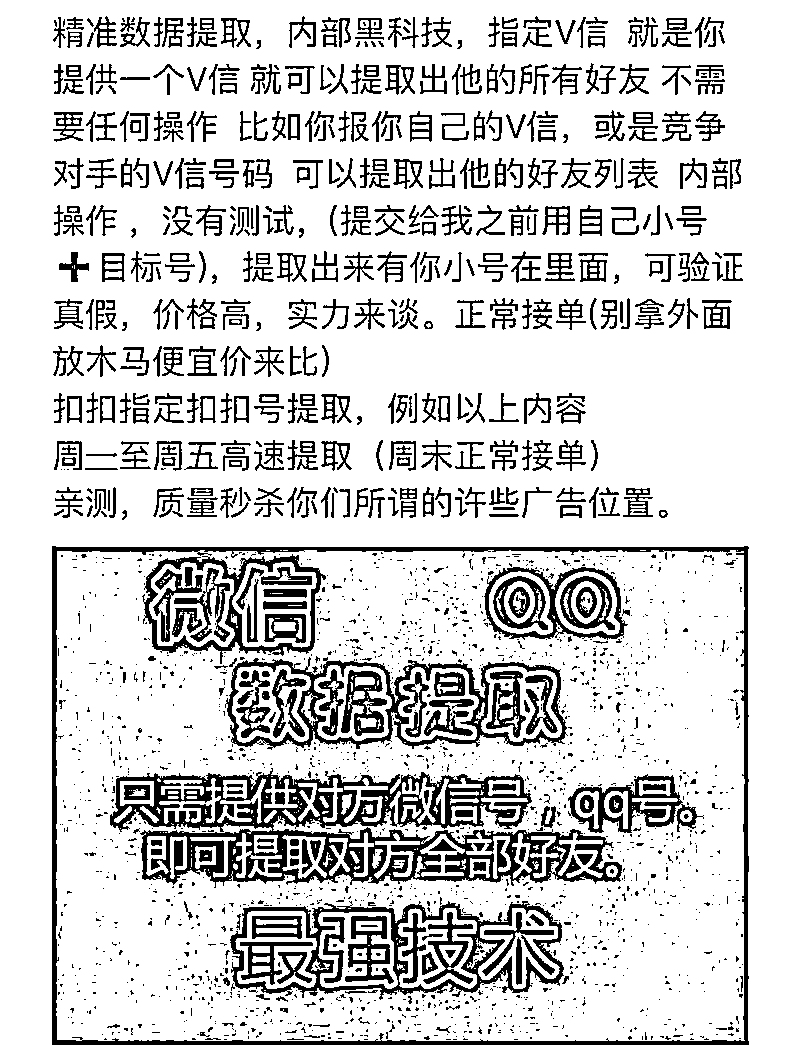 精准数据提取，内部黑科技，指定V信  就是你
提供一个V信 就可以提取出他的所有好友 不需
要任何操作  比如你报你自己的V信，或是竞争
对手的V信号码  可以提取出他的好友列表  内部
操作 ，没有测试，(提交给我之前用自己小号
➕目标号)，提取出来有你小号在里面，可验证
真假，价格高，实力来谈。正常接单(别拿外面
放木马便宜价来比)
扣扣指定扣扣号提取，例如以上内容
周一至周五高速提取（周末正常接单）
亲测，质量秒杀你们所谓的许些广告位置。
微信 QQ
数据提取
只需提供对方微信号，qq号。
即可提取对方全部好友。
最强技术